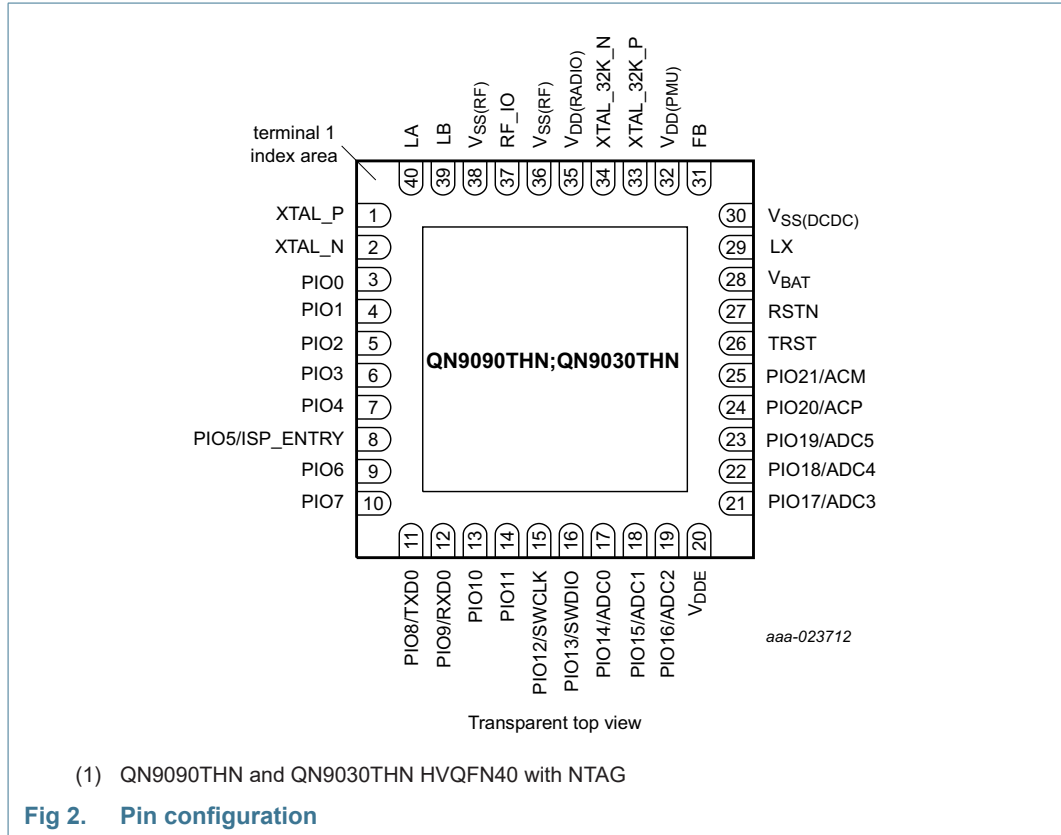 terminal 1
index area
LA
LB
VSS(RF)
RF_IO
VSS(RF)
VDD(RADIO)
XTAL_32K_N
XTAL_32K_P
VDD(PMU)
FB
40
39
38
37
36
35
34
33
32
31
XTAL_P 1
XTAL_N 2
PIO0 3
PIO1 4
PIO2 5
PIO3 6
PIO4 7
PIO5/ISP_ENTRY 8
PIO6 9
PIO7 10
QN9090THN;QN9030THN
30 VSS(DCDC)
29 LX
28 VBAT
27 RSTN
26 TRST
25 PIO21/ACM
24 PIO20/ACP
23 PIO19/ADC5
22 PIO18/ADC4
21 PIO17/ADC3
11
12
13
14
15
16
17
18
19
20
PIO8/TXD0
PIO9/RXD0
PIO10
PIO11
PIO12/SWCLK
PIO13/SWDIO
PIO14/ADC0
PIO15/ADC1
PIO16/ADC2
VDDE
aaa-023712
Transparent top view
(1) QN9090THN and QN9030THN HVQFN40 with NTAG
Fig 2. Pin configuration